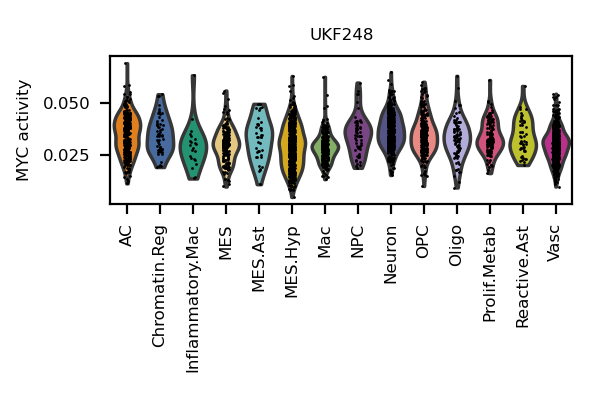 UKF248
MYC activity
0.050
0.025
AC
Chromatin.Reg
Inflammatory.Mac
MES
MES.Ast
MES.Hyp
Mac
NPC
Neuron
OPC
Oligo
Prolif.Metab
Reactive.Ast
Vasc